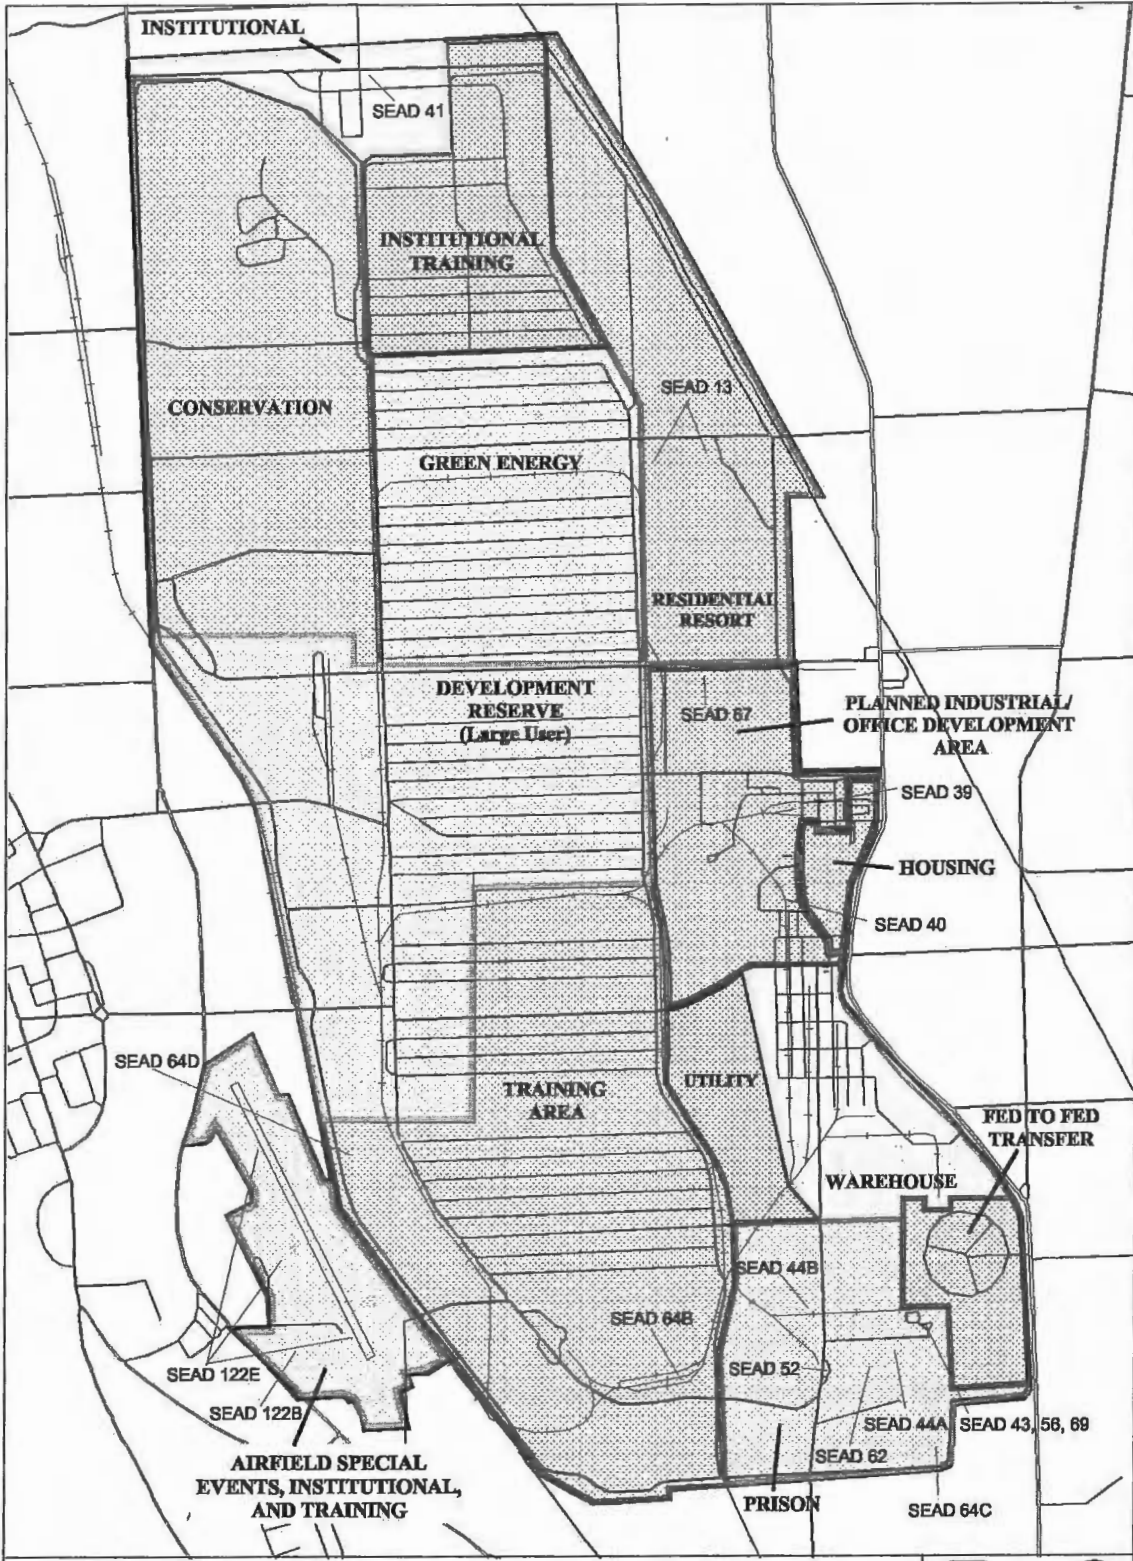 INSTITUTIONAL
SEAD 41
INSTITUTIONAL
TRAINING
SEAD 13
CONSERVATION
GREEN ENERGY
RESIDENTIAL
RESORT
DEVELOPMENT
RESERVE
(Large User)
SEAD 67
PLANNED INDUSTRIAL/
OFFICE DEVELOPMENT
AREA
SEAD 39
HOUSING
SEAD 40
SEAD 64D
TRAINING
AREA
UTILITY
FED TO FED
TRANSFER
WAREHOUSE
SEAD 44B
SEAD 64B
SEAD 52
SEAD 122E
SEAD 122B
SEAD 44A
SEAD 43, 56, 69
SEAD 62
AIRFIELD SPECIAL
EVENTS, INSTITUTIONAL,
AND TRAINING
PRISON
SEAD 64C